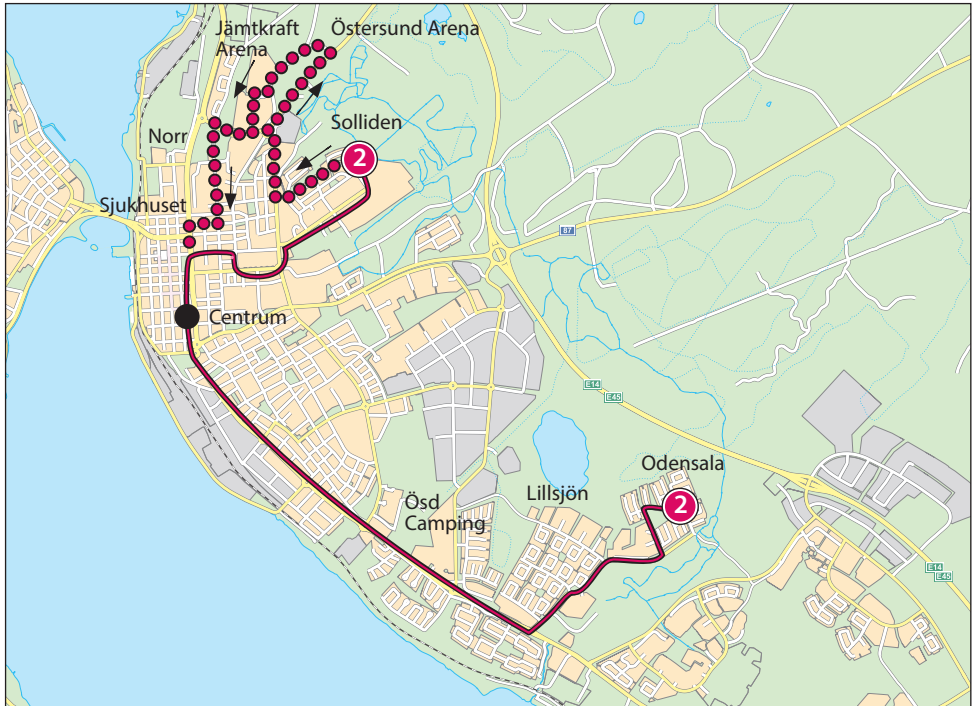 Jämtkraft
Arena
Östersund Arena
Norr
Solliden
2
Sjukhuset
87
Centrum
E14
E45
Odensala
Lillsjön
2
Ösd
Camping
E14
E45